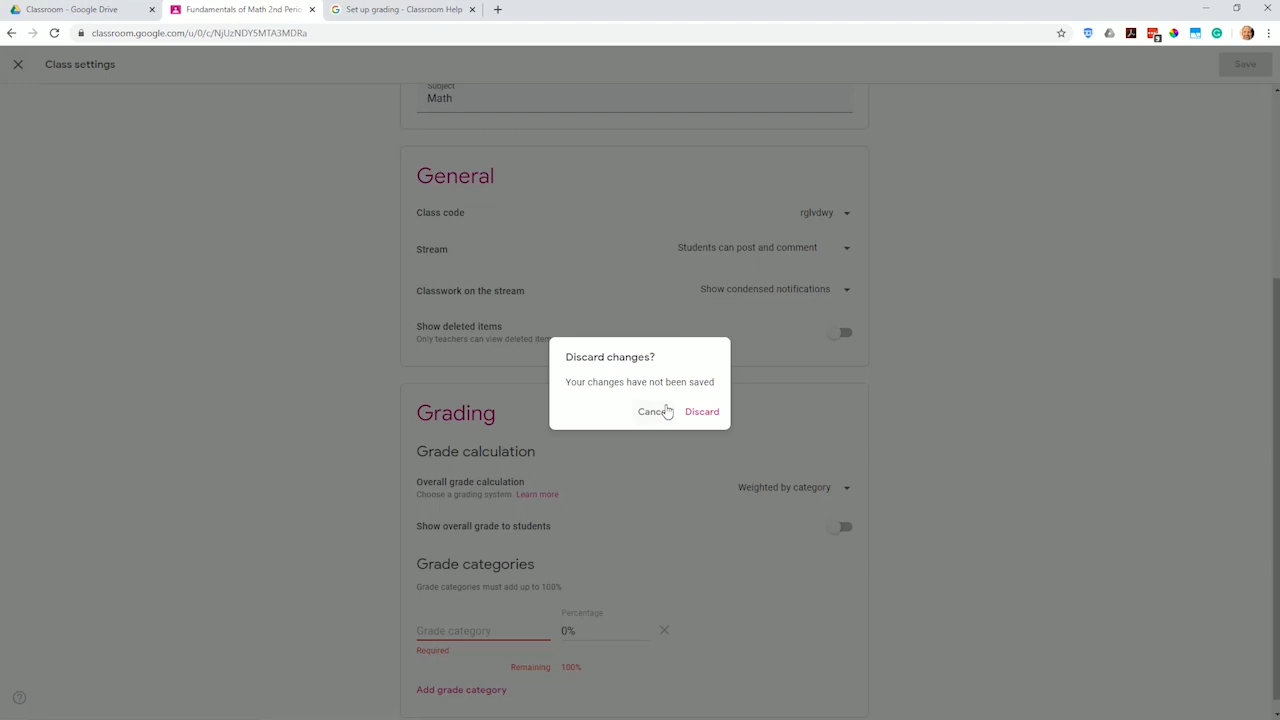 Classroom - Google Drive
Fundamentals of Math 2nd Perio
Set up grading - Classroom Help
classroom.google.com/u/0/c/NjUzNDY5MTA3MDRa
Class settings
Save
Subject
Math
General
Class code
rglvdwy
Stream
Students can post and comment
Classwork on the stream
Show condensed notifications
Show deleted items
Only teachers can view deleted
Discard changes?
Your changes have not been saved
Cancel
Discard
Grading
Grade calculation
Overall grade calculation
Choose a grading system. Learn more
Weighted by category
Show overall grade to students
Grade categories
Grade categories must add up to 100%
Percentage
Grade category
0%
Required
Remaining 100%
Add grade category